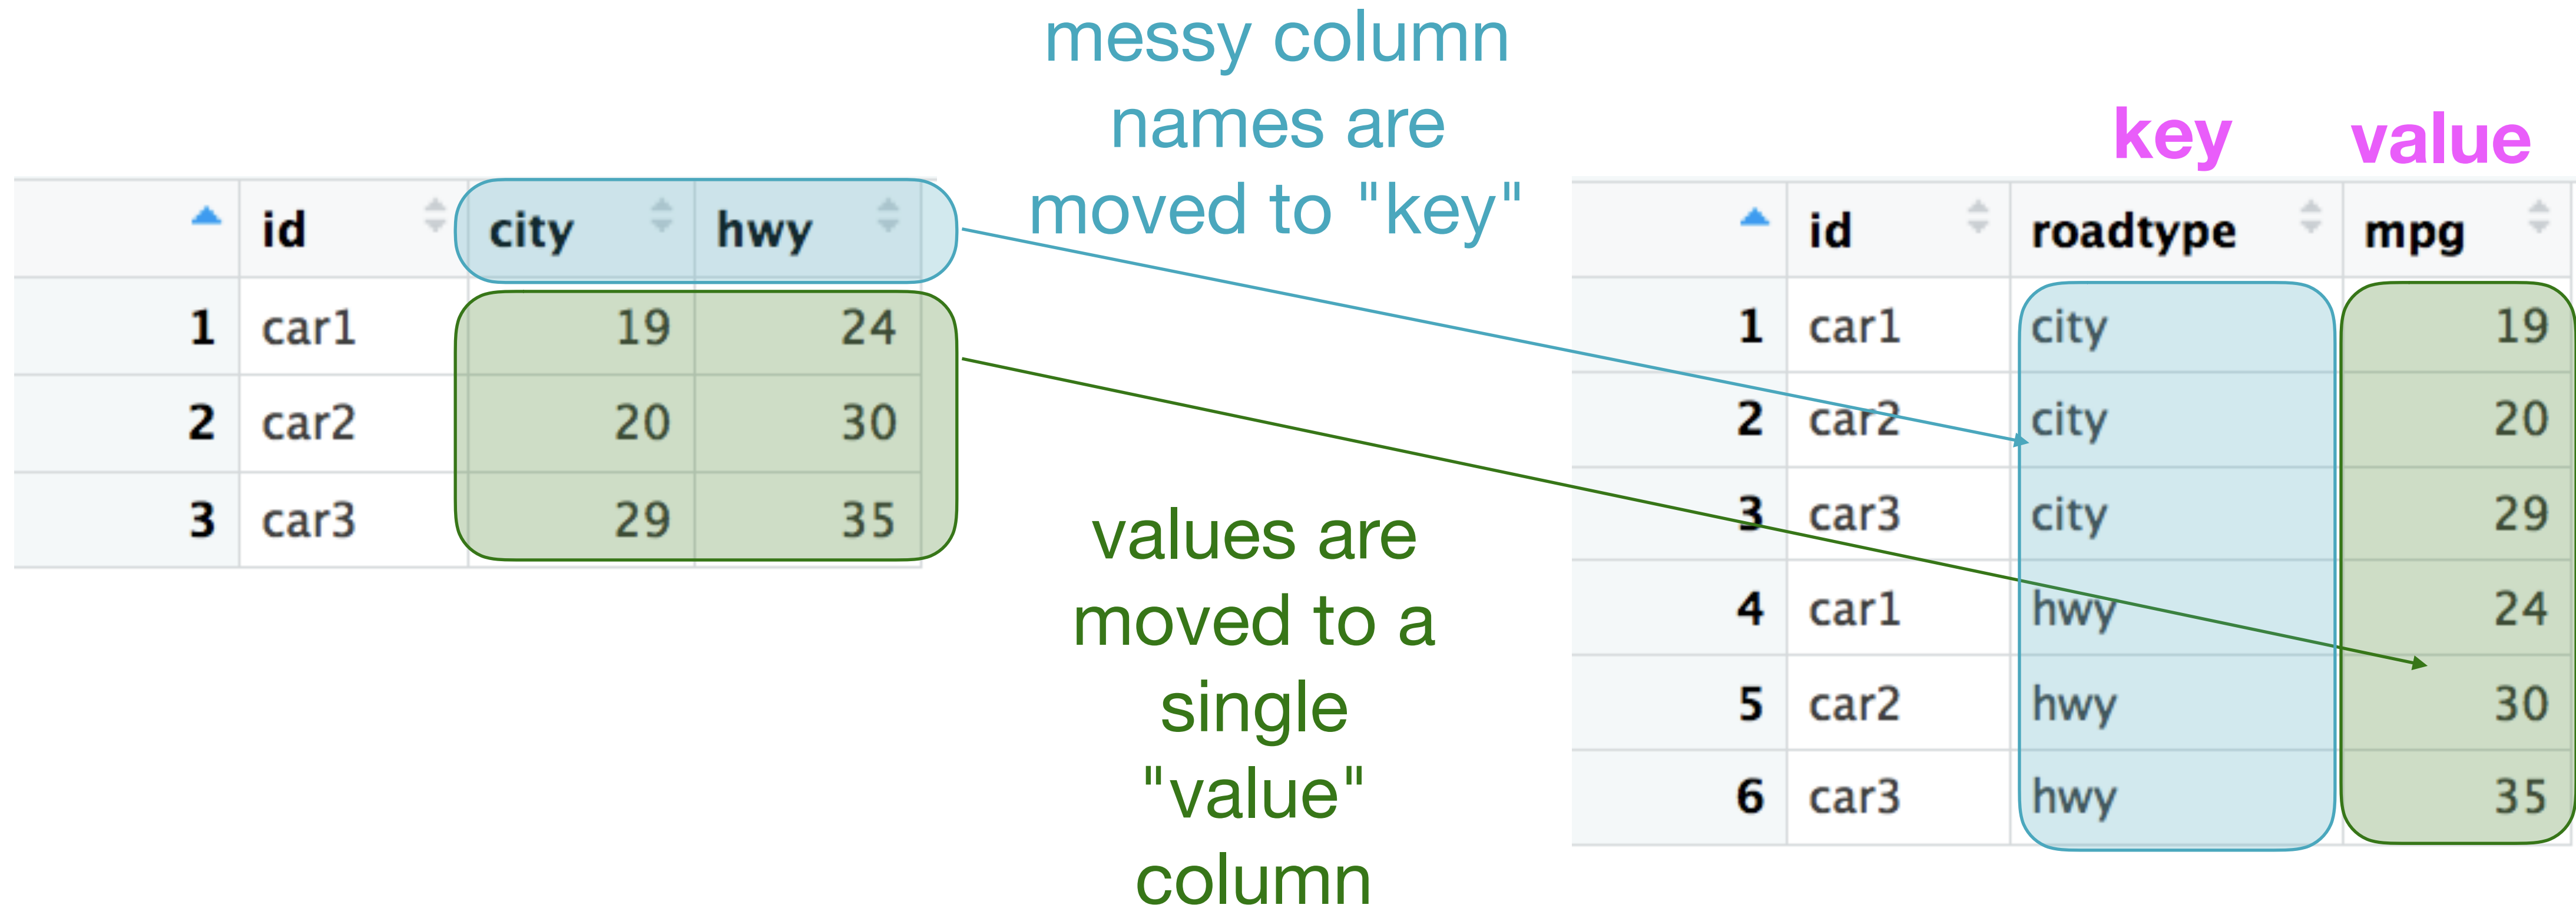 messy column
names are
moved to "key"
id city hwy
1 car1 19 24
2 car2 20 30
3 car3 29 35
values are
moved to a
single
"value"
column
key value
id roadtype mpg
1 car1 city 19
2 car2 city 20
3 car3 city 29
4 car1 hwy 24
5 car2 hwy 30
6 car3 hwy 35